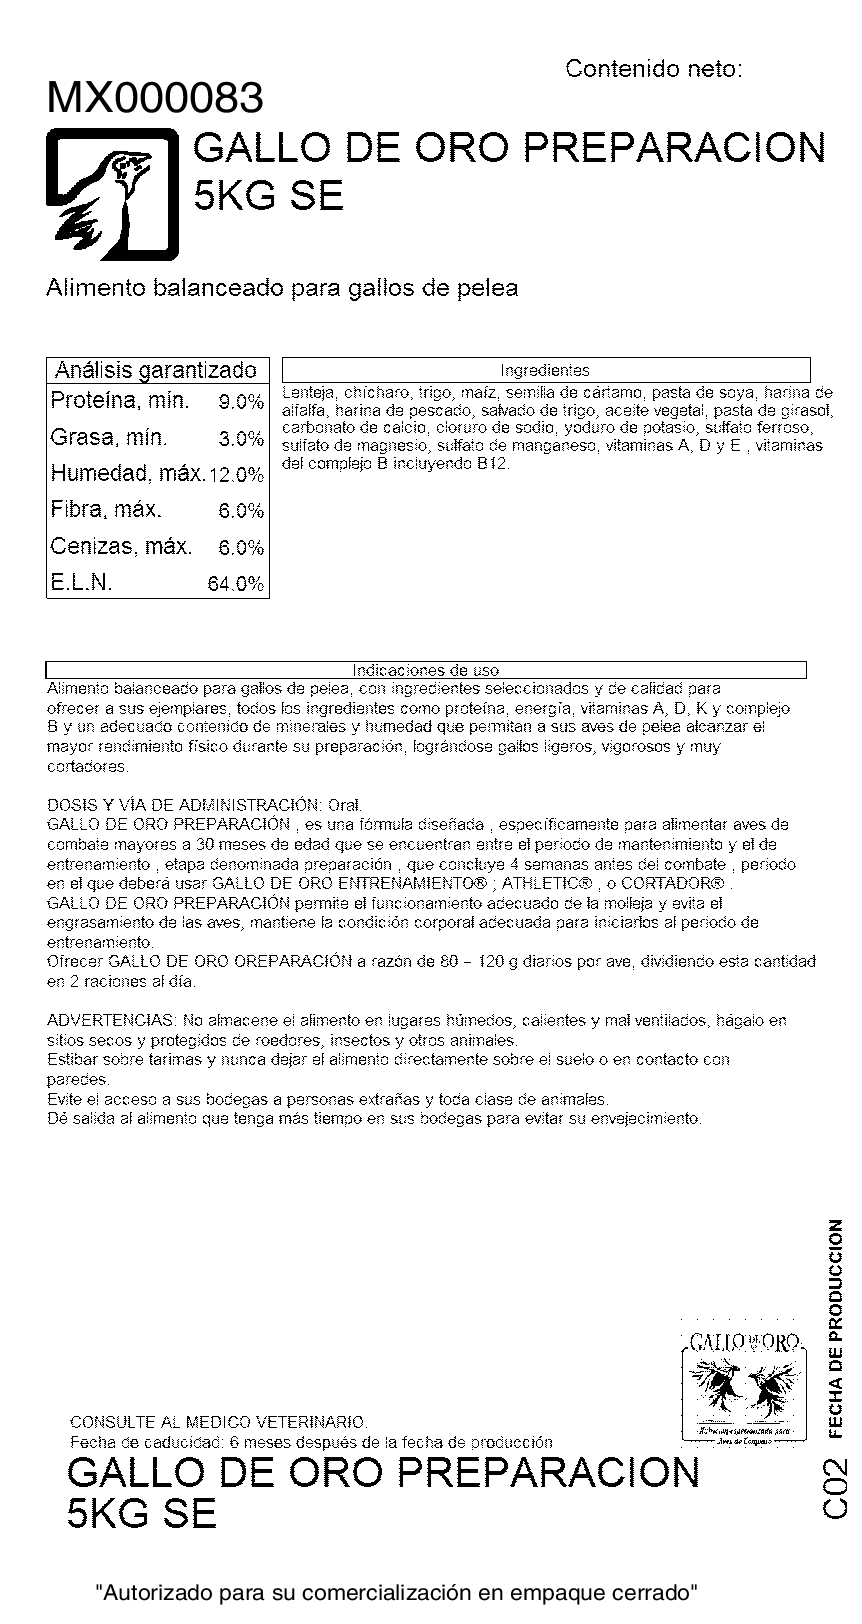 Contenido neto:
MX000083
GALLO DE ORO PREPARACION
5KG SE
Alimento balanceado para gallos de pelea
Análisis garantizado
Proteína, mín. 9.0%
Grasa, mín. 3.0%
Humedad, máx. 12.0%
Fibra, máx. 6.0%
Cenizas, máx. 6.0%
E.L.N. 64.0%
Ingredientes
Lenteja, chícharo, trigo, maíz, semilla de cártamo, pasta de soya, harina de
alfalfa, harina de pescado, salvado de trigo, aceite vegetal, pasta de girasol,
carbonato de calcio, cloruro de sodio, yoduro de potasio, sulfato ferroso,
sulfato de magnesio, sulfato de manganeso, vitaminas A, D y E , vitaminas
del complejo B incluyendo B12.
Indicaciones de uso
Alimento balanceado para gallos de pelea, con ingredientes seleccionados y de calidad para
ofrecer a sus ejemplares, todos los ingredientes como proteína, energía, vitaminas A, D, K y complejo
B y un adecuado contenido de minerales y humedad que permitan a sus aves de pelea alcanzar el
mayor rendimiento físico durante su preparación, lográndose gallos ligeros, vigorosos y muy
cortadores.
DOSIS Y VÍA DE ADMINISTRACIÓN: Oral.
GALLO DE ORO PREPARACIÓN , es una fórmula diseñada , específicamente para alimentar aves de
combate mayores a 30 meses de edad que se encuentran entre el periodo de mantenimiento y el de
entrenamiento , etapa denominada preparación , que concluye 4 semanas antes del combate , periodo
en el que deberá usar GALLO DE ORO ENTRENAMIENTO® ; ATHLETIC® , o CORTADOR® .
GALLO DE ORO PREPARACIÓN permite el funcionamiento adecuado de la molleja y evita el
engrasamiento de las aves, mantiene la condición corporal adecuada para iniciarlos al periodo de
entrenamiento.
Ofrecer GALLO DE ORO OREPARACIÓN a razón de 80 – 120 g diarios por ave, dividiendo esta cantidad
en 2 raciones al día.
ADVERTENCIAS: No almacene el alimento en lugares húmedos, calientes y mal ventilados, hágalo en
sitios secos y protegidos de roedores, insectos y otros animales.
Estibar sobre tarimas y nunca dejar el alimento directamente sobre el suelo o en contacto con
paredes.
Evite el acceso a sus bodegas a personas extrañas y toda clase de animales.
Dé salida al alimento que tenga más tiempo en sus bodegas para evitar su envejecimiento.
FECHA DE PRODUCCION
C02
GALLO DE ORO
Aves de Combate
CONSULTE AL MEDICO VETERINARIO.
Fecha de caducidad: 6 meses después de la fecha de producción
GALLO DE ORO PREPARACION
5KG SE
"Autorizado para su comercialización en empaque cerrado"